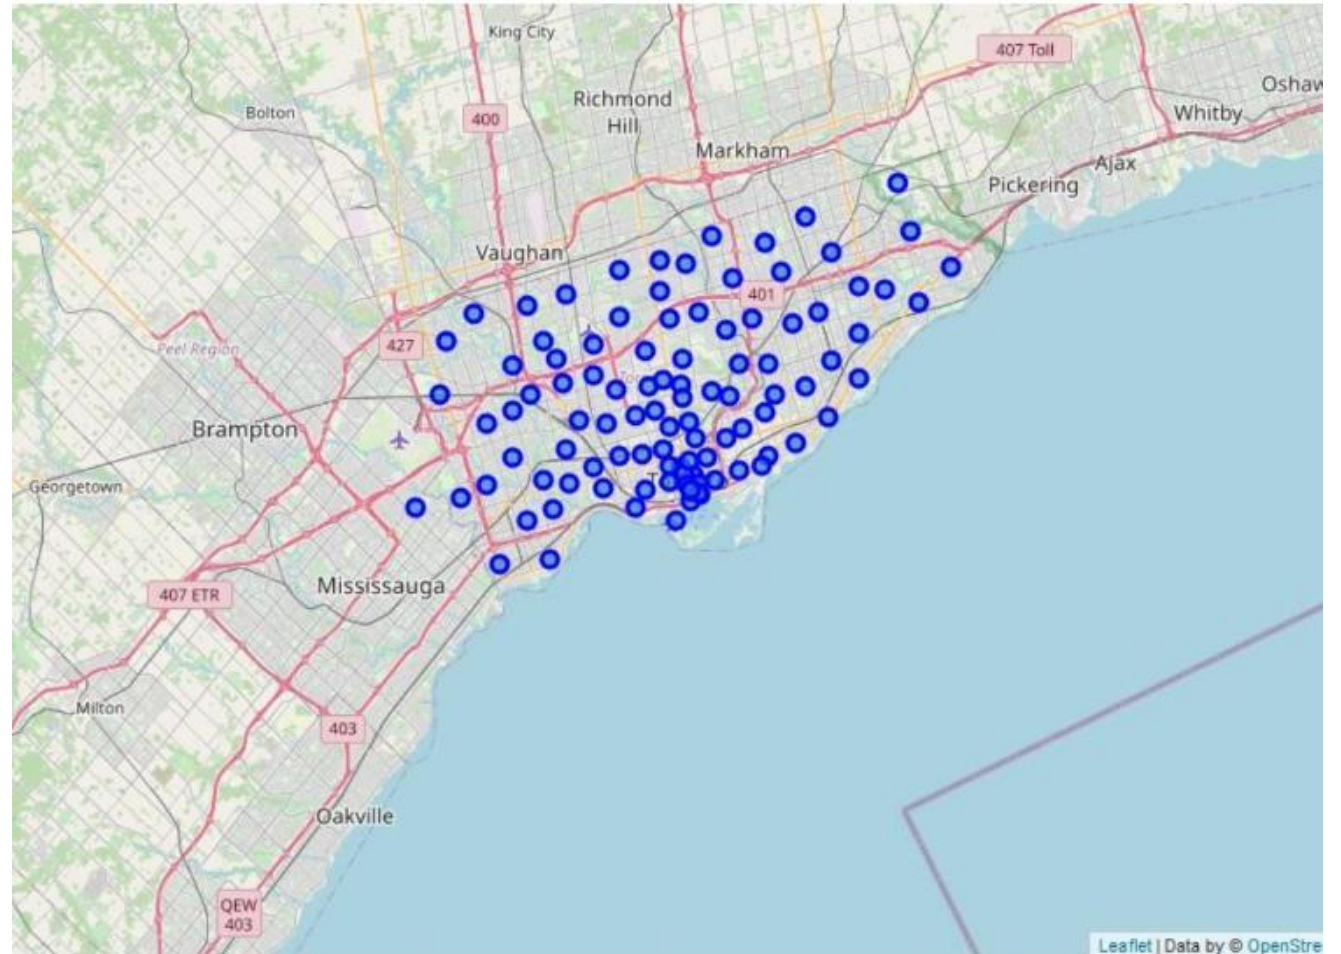 King City
407 Toll
Oshaw
Richmond
Hill
Bolton
400
Whitby
Markham
Ajax
Pickering
Vaughan
401
427
Peel Region
To
Brampton
T
Georgetown
Mississauga
407 ETR
Milton
403
Oakville
QEW
403
Leaflet | Data by © OpenStre